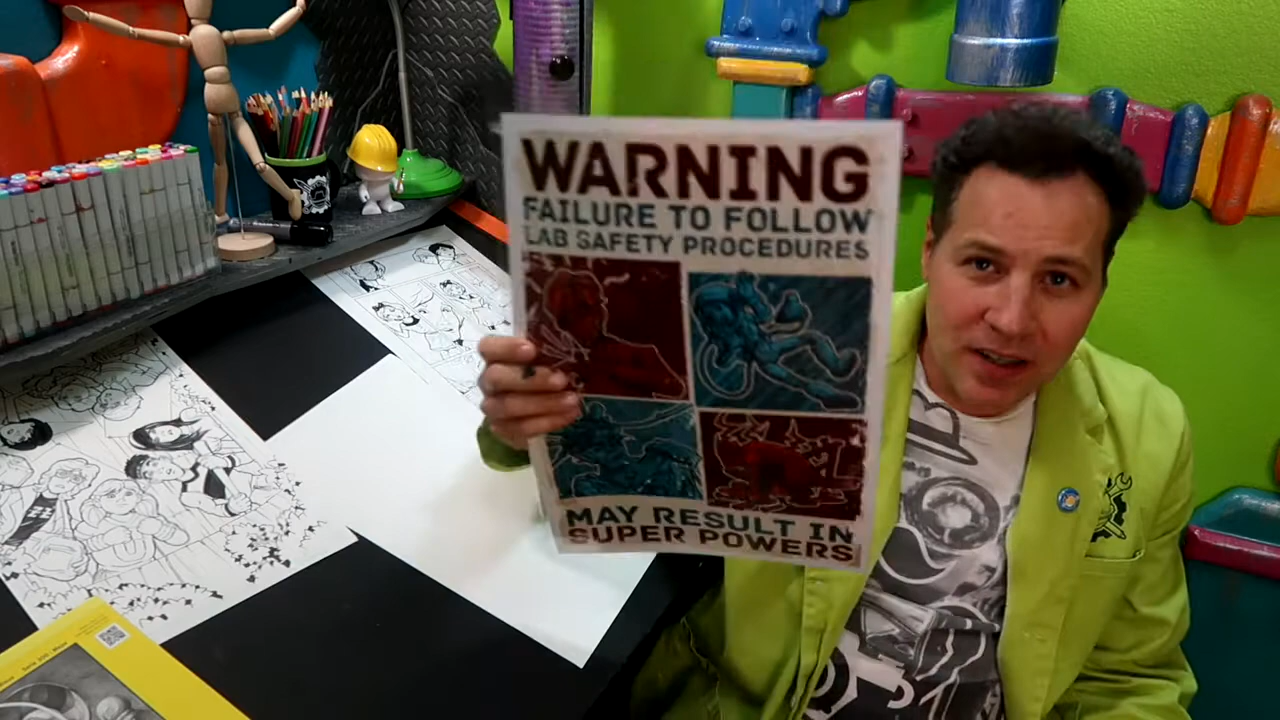 WARNING
FAILURE TO FOLLOW
LAB SAFETY PROCEDURES
MAY RESULT IN
SUPER POWERS